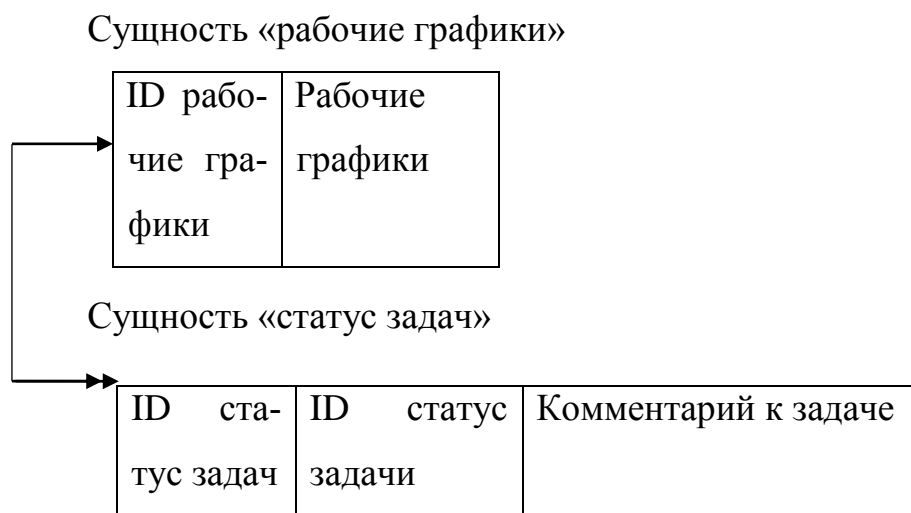 Сущность «рабочие графики»
ID рабо- Рабочие
чие гра- графики
фики
Сущность «статус задач»
ID ста- ID статус Комментарий к задаче
тус задач задачи